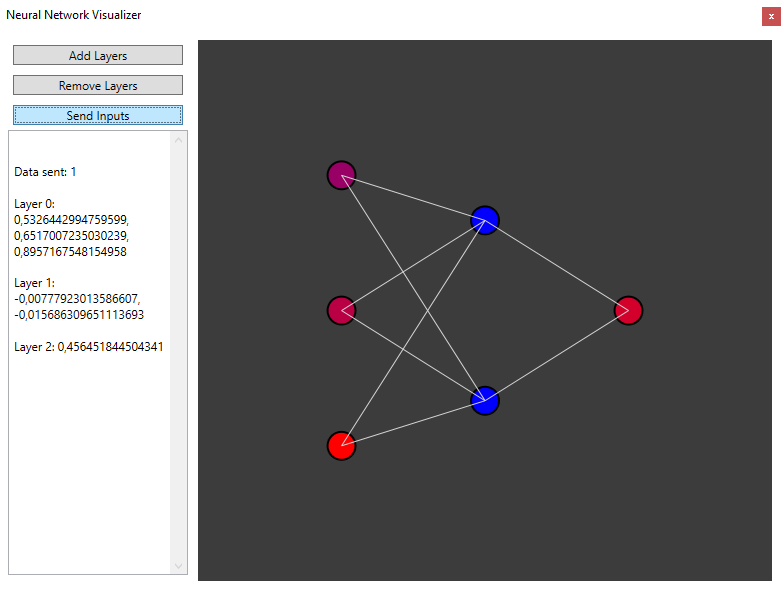 Neural Network Visualizer
x
Add Layers
Remove Layers
Send Inputs
Data sent: 1
Layer 0:
0,5326442994759599,
0,6517007235030239,
0,8957167548154958
Layer 1:
-0,00777923013586607,
-0,015686309651113693
Layer 2: 0,456451844504341